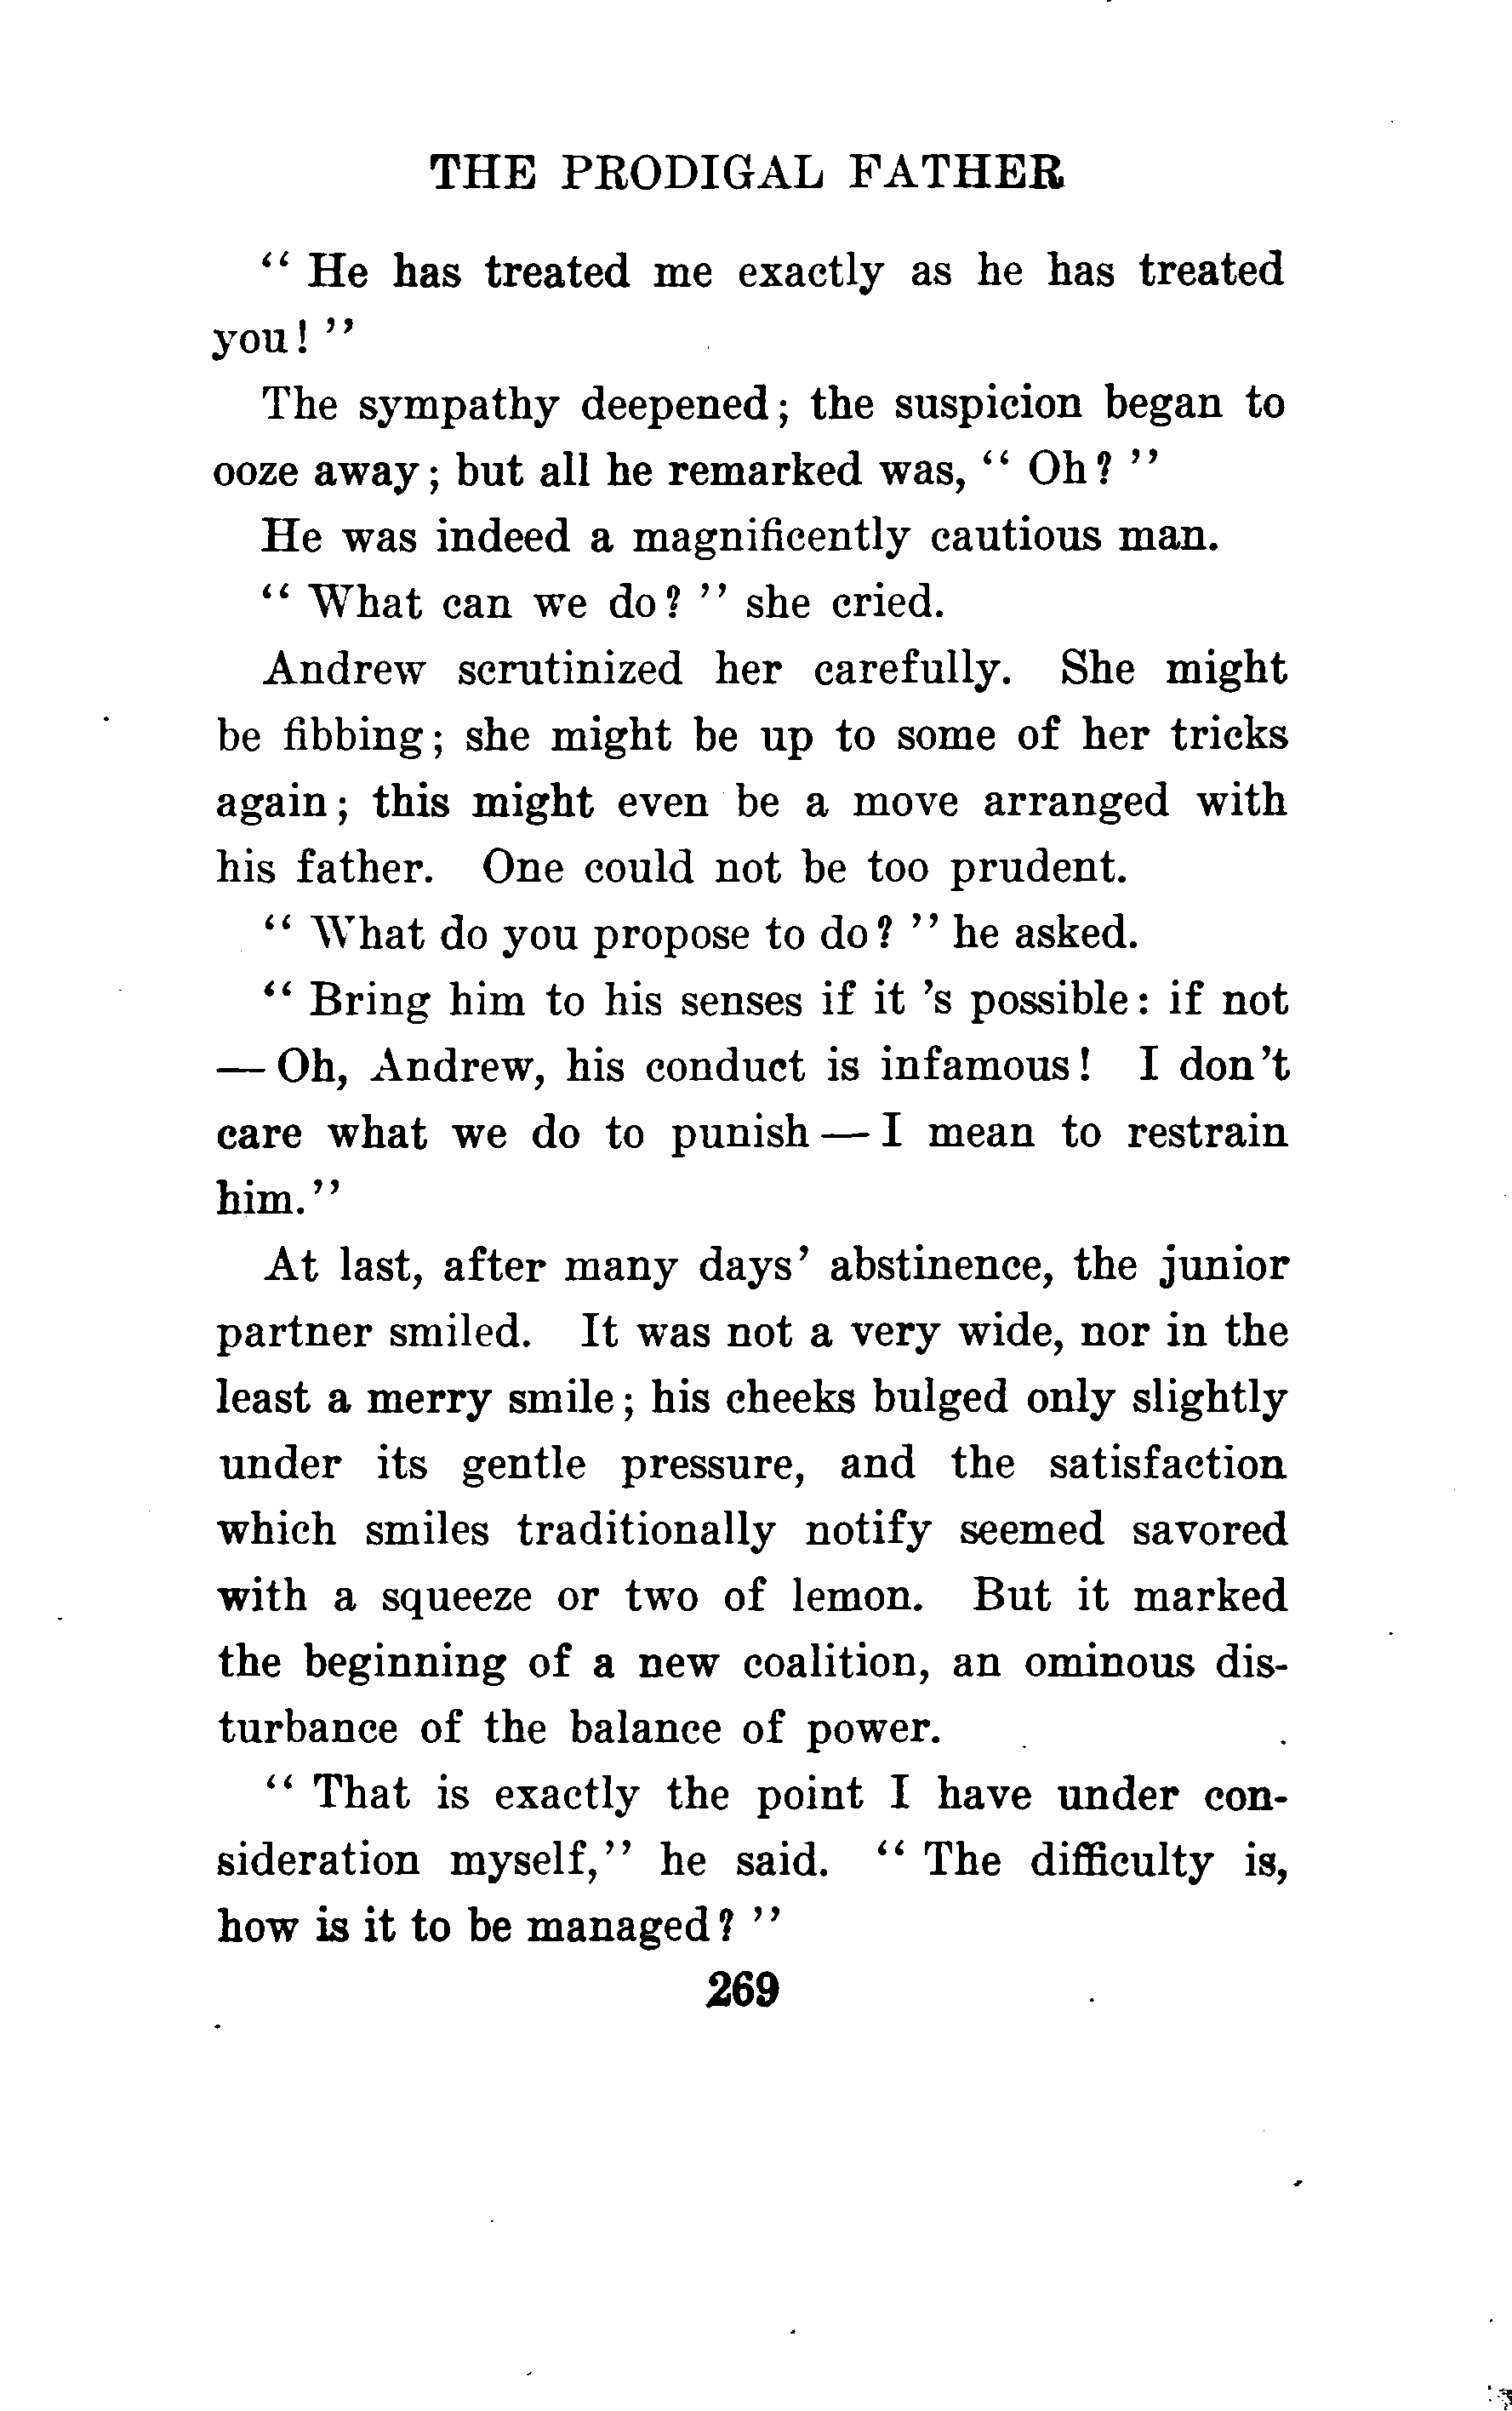 THE PRODIGAL FATHER
“ He has treated me exactly as he has treated
you! ”
The sympathy deepened; the suspicion began to
ooze away; but all he remarked was, “ Oh? ”
He was indeed a magnificently cautious man.
“ What can we do? ” she cried.
Andrew scrutinized her carefully. She might
be fibbing; she might be up to some of her tricks
again; this might even be a move arranged with
his father. One could not be too prudent.
“ What do you propose to do? ” he asked.
“ Bring him to his senses if it ’s possible: if not
— Oh, Andrew, his conduct is infamous! I don’t
care what we do to punish — I mean to restrain
him.”
At last, after many days’ abstinence, the junior
partner smiled. It was not a very wide, nor in the
least a merry smile; his cheeks bulged only slightly
under its gentle pressure, and the satisfaction
which smiles traditionally notify seemed savored
with a squeeze or two of lemon. But it marked
the beginning of a new coalition, an ominous dis-
turbance of the balance of power.
“ That is exactly the point I have under con-
sideration myself,” he said. “ The difficulty is,
how is it to be managed? ”
269